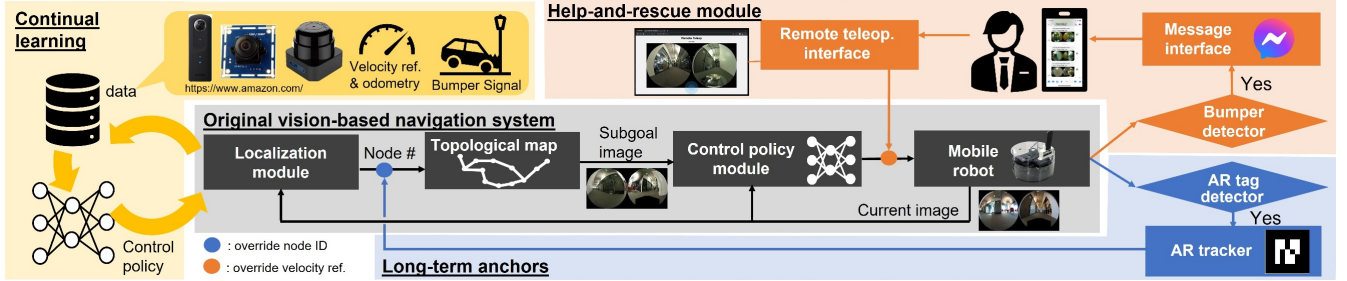 Continual
learning
data
https://www.amazon.com/
Velocity ref.
& odometry
Bumper Signal
Control
policy
Help-and-rescue module
Remote teleop.
interface
Message
interface
Yes
Bumper
detector
Original vision-based navigation system
Localization
module
Node #
Topological map
Subgoal
image
Control policy
module
Mobile
robot
Current image
AR tag
detector
Yes
AR tracker
: override node ID
: override velocity ref.
Long-term anchors